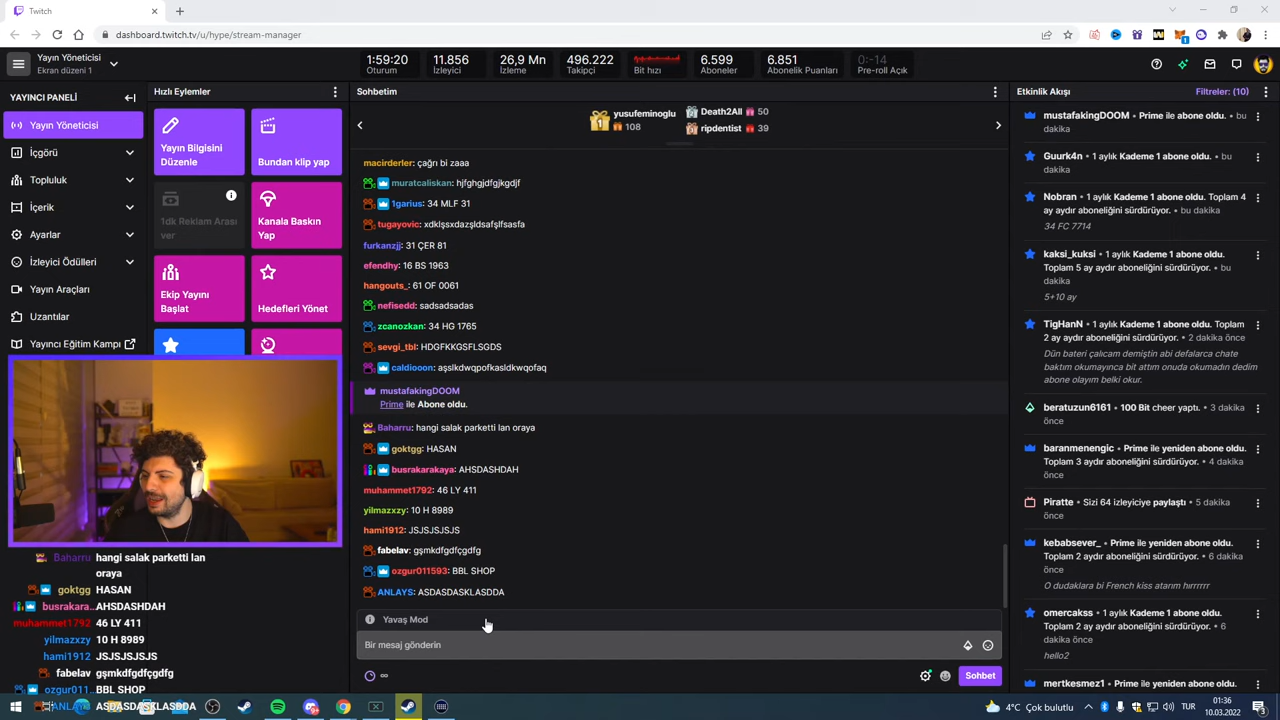 Twitch
dashboard.twitch.tv/u/hype/stream-manager
Yayın Yöneticisi
Ekran düzeni 1
1:59:20
Oturum
11.856
İzleyici
26,9 Mn
İzleme
496.222
Takipçi
Bit hızı
6.599
Aboneler
6.851
Abonelik Puanları
0:-14
Pre-roll Açık
YAYINCI PANELİ
Yayın Yöneticisi
İçgörü
Topluluk
İçerik
Ayarlar
İzleyici Ödülleri
Yayın Araçları
Uzantılar
Yayıncı Eğitim Kampı
Hızlı Eylemler
Yayın Bilgisini
Düzenle
Bundan klip yap
1dk Reklam Arası
ver
Kanala Baskın
Yap
Ekip Yayını
Başlat
Hedefleri Yönet
Sohbetim
yusufeminoglu
108
Death2All 50
ripdentist 39
macirderler: çağrı bi zaaa
muratcaliskan: hjfghgjdfgjkgdjf
1garius: 34 MLF 31
tugayovic: xdklşsxdazşldsafşlfsasfa
furkanzjj: 31 ÇER 81
efendhy: 16 BS 1963
hangouts_: 61 OF 0061
nefisedd: sadsadsadas
zcanozkan: 34 HG 1765
sevgi_tbl: HDGFKKGSFLSGDS
caldiooon: aşslkdwqpofkasldkwqofaq
mustafakingDOOM
Prime ile Abone oldu.
Baharru: hangi salak parketti lan oraya
goktgg: HASAN
busrakarakaya: AHSDASHDAH
muhammet1792: 46 LY 411
yilmazxzy: 10 H 8989
hami1912: JSJSJSJSJS
fabelav: gşmkdfgdfçgdfg
ozgur011593: BBL SHOP
ANLAYS: ASDASDASKLASDDA
Yavaş Mod
Bir mesaj gönderin
∞
Sohbet
Etkinlik Akışı
Filtreler: (10)
mustafakingDOOM • Prime ile abone oldu. • bu
dakika
Guurk4n • 1 aylık Kademe 1 abone oldu. • bu
dakika
Nobran • 1 aylık Kademe 1 abone oldu. Toplam 4
ay aydır aboneliğini sürdürüyor. • bu dakika
34 FC 7714
kaksi_kuksi • 1 aylık Kademe 1 abone oldu.
Toplam 5 ay aydır aboneliğini sürdürüyor. • bu
dakika
5+10 ay
TigHanN • 1 aylık Kademe 1 abone oldu. Toplam
2 ay aydır aboneliğini sürdürüyor. • 2 dakika önce
Dün bateri çalıcam demiştin abi defalarca chate
baktım okumayınca bit attım onuda okumadın dedim
abone olayım belki okur.
beratuzun6161 • 100 Bit cheer yaptı. • 3 dakika
önce
baranmenengic • Prime ile yeniden abone oldu.
Toplam 3 aydır aboneliğini sürdürüyor. • 4 dakika
önce
Piratte • Sizi 64 izleyiciye paylaştı • 5 dakika
önce
kebabsever_ • Prime ile yeniden abone oldu.
Toplam 2 aydır aboneliğini sürdürüyor. • 6 dakika
önce
O dudaklara bi French kiss atarım hırrrrrr
omercakss • 1 aylık Kademe 1 abone oldu.
Toplam 2 ay aydır aboneliğini sürdürüyor. • 6
dakika önce
hello2
mertkesmez1 • Prime ile yeniden abone oldu.
Baharru hangi salak parketti lan
oraya
goktgg HASAN
busrakara.. AHSDASHDAH
muhammet1792 46 LY 411
yilmazxzy 10 H 8989
hami1912 JSJSJSJSJS
fabelav gşmkdfgdfçgdfg
ozgur011... BBL SHOP
ANLAYS ASDASDASKLASDDA
4°C Çok bulutlu
TUR
01:36
10.03.2022
3